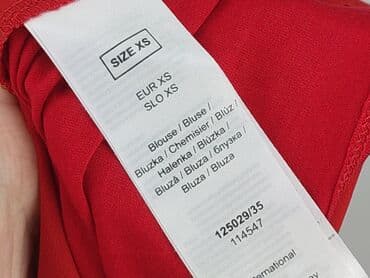 SIZE XS
EUR XS
SLO XS
Blouse / Bluse /
Bluzka / Chemisier / Blúz /
Halenka / Blúzka /
Bluză / Bluza / блузка /
Bluza / Bluza
125029/35
114547
ernational